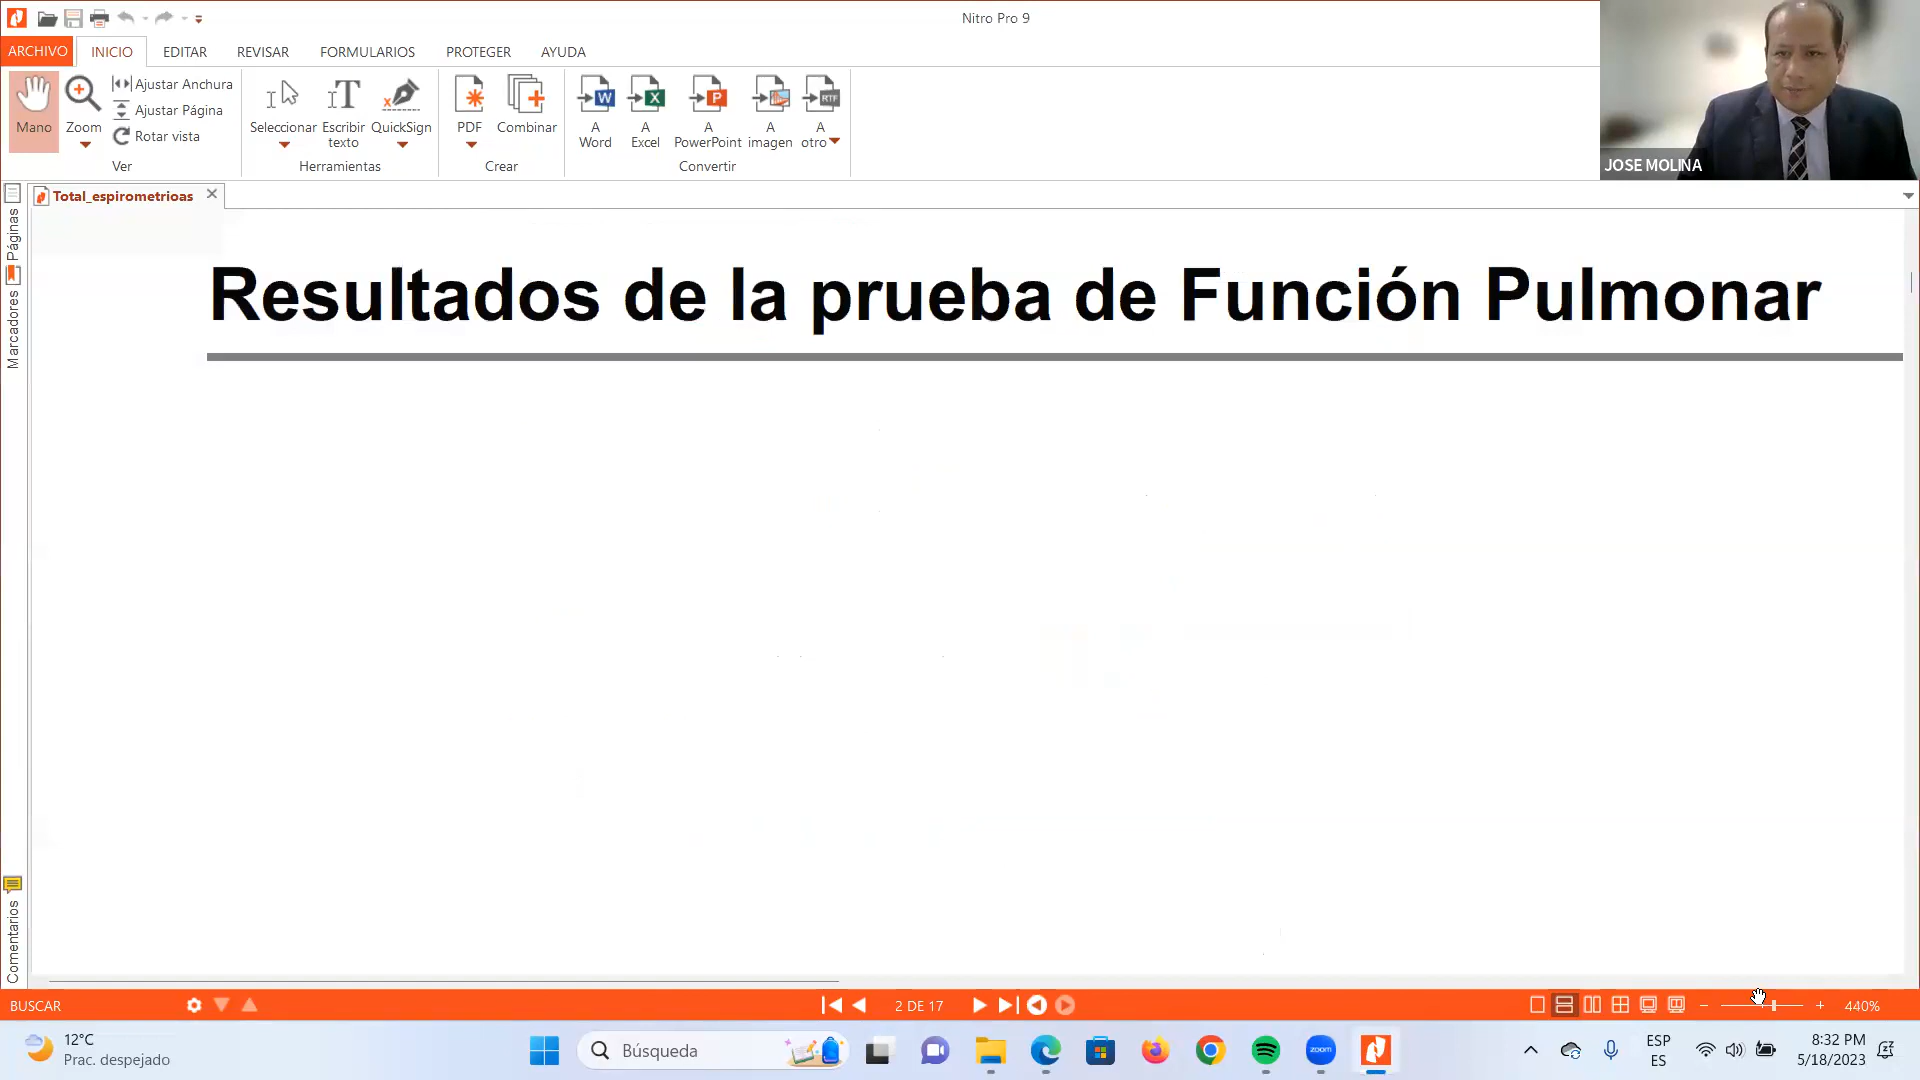 Nitro Pro 9
ARCHIVO INICIO EDITAR REVISAR FORMULARIOS PROTEGER AYUDA
Mano
Zoom
Ajustar Anchura
Ajustar Página
Rotar vista
Ver
Seleccionar
Escribir
texto
QuickSign
Herramientas
PDF
Combinar
Crear
A
Word
A
Excel
A
PowerPoint
A
imagen
A
otro
Convertir
JOSE MOLINA
Total_espirometrioas
Páginas
Marcadores
Comentarios
Resultados de la prueba de Función Pulmonar
BUSCAR
2 DE 17
440%
12°C
Prac. despejado
Búsqueda
zoom
ESP
ES
8:32 PM
5/18/2023